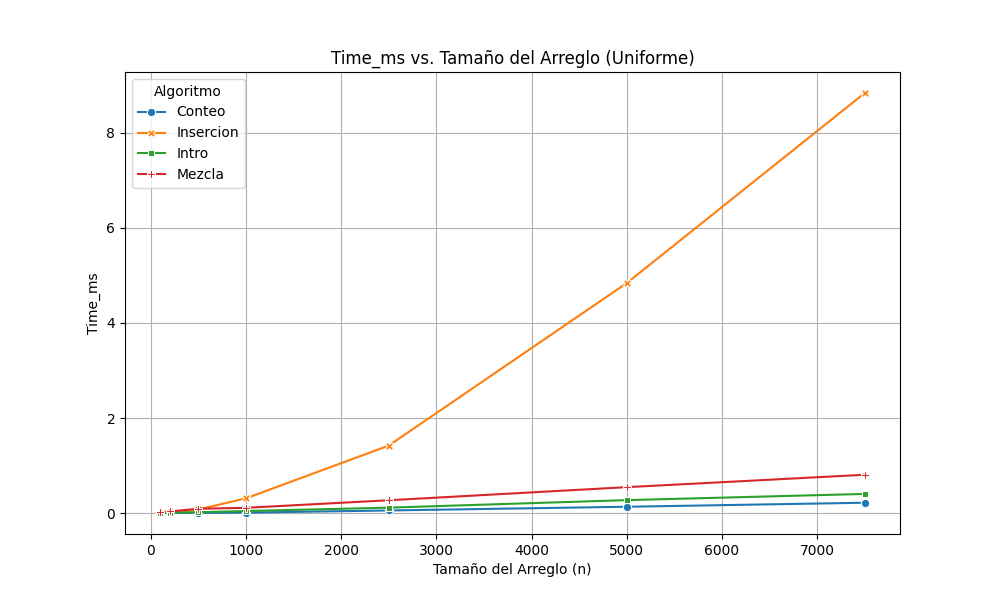 Time_ms vs. Tamaño del Arreglo (Uniforme)
Algoritmo
Conteo
Insercion
Intro
Mezcla
Time_ms
8
6
4
2
0
0 1000 2000 3000 4000 5000 6000 7000
Tamaño del Arreglo (n)